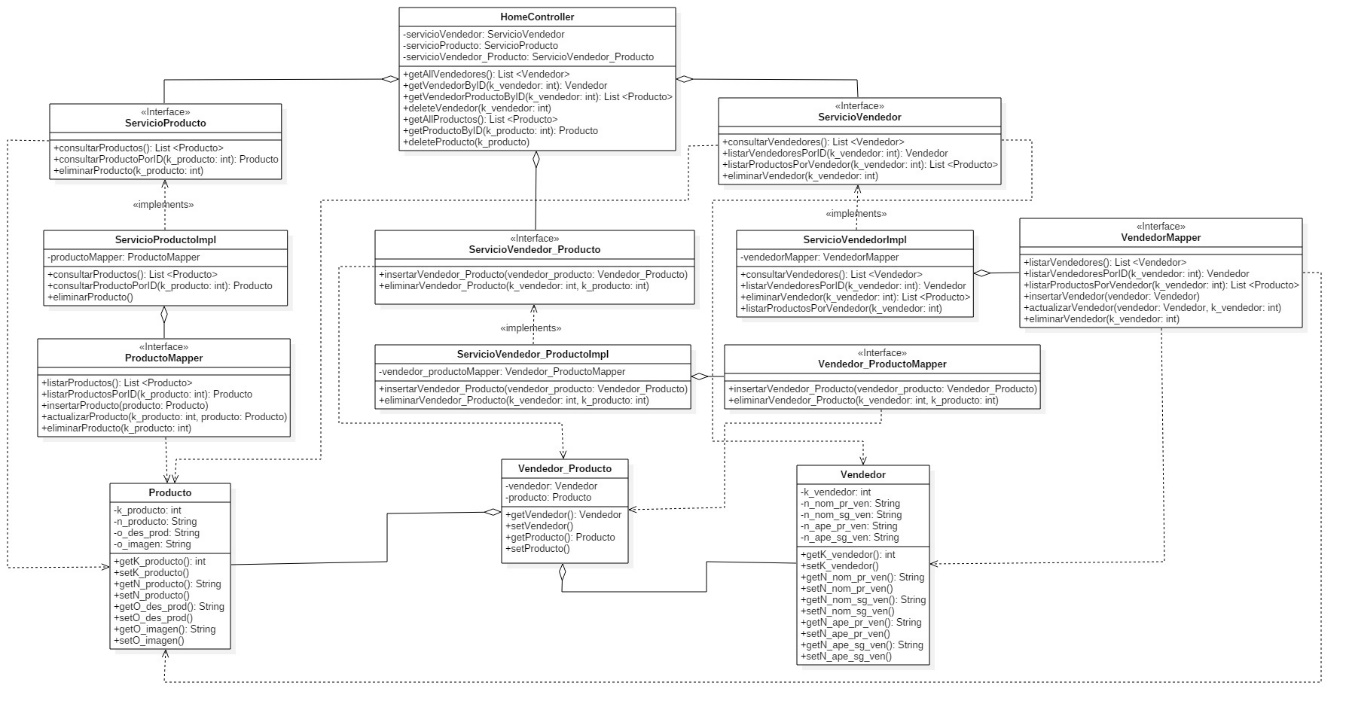 HomeController
-servicioVendedor: ServicioVendedor
-servicioProducto: ServicioProducto
-servicioVendedor_Producto: ServicioVendedor_Producto
+getAllVendedores(): List <Vendedor>
+getVendedorByID(k_vendedor: int): Vendedor
+getVendedorProductoByID(k_vendedor: int): List <Producto>
+deleteVendedor(k_vendedor: int)
+getAllProductos(): List <Producto>
+getProductoByID(k_producto: int): Producto
+deleteProducto(k_producto)
«Interface»
ServicioProducto
+consultarProductos(): List <Producto>
+consultarProductoPorID(k_producto: int): Producto
+eliminarProducto(k_producto: int)
«Interface»
ServicioVendedor
+consultarVendedores(): List <Vendedor>
+listarVendedoresPorID(k_vendedor: int): Vendedor
+listarProductosPorVendedor(k_vendedor: int): List <Producto>
+eliminarVendedor(k_vendedor: int)
«implements»
«implements»
ServicioProductoImpl
-productoMapper: ProductoMapper
+consultarProductos(): List <Producto>
+consultarProductoPorID(k_producto: int): Producto
+eliminarProducto()
«Interface»
ServicioVendedor_Producto
+insertarVendedor_Producto(vendedor_producto: Vendedor_Producto)
+eliminarVendedor_Producto(k_vendedor: int, k_producto: int)
ServicioVendedorImpl
-vendedorMapper: VendedorMapper
+consultarVendedores(): List <Vendedor>
+listarVendedoresPorID(k_vendedor: int): Vendedor
+eliminarVendedor(k_vendedor: int): List <Producto>
+listarProductosPorVendedor(k_vendedor: int)
«Interface»
VendedorMapper
+listarVendedores(): List <Vendedor>
+listarVendedoresPorID(k_vendedor: int): Vendedor
+listarProductosPorVendedor(k_vendedor: int): List <Producto>
+insertarVendedor(vendedor: Vendedor)
+actualizarVendedor(vendedor: Vendedor, k_vendedor: int)
+eliminarVendedor(k_vendedor: int)
«implements»
«Interface»
ProductoMapper
+listarProductos(): List <Producto>
+listarProductosPorID(k_producto: int): Producto
+insertarProducto(producto: Producto)
+actualizarProducto(k_producto: int, producto: Producto)
+eliminarProducto(k_producto: int)
ServicioVendedor_ProductoImpl
-vendedor_productoMapper: Vendedor_ProductoMapper
+insertarVendedor_Producto(vendedor_producto: Vendedor_Producto)
+eliminarVendedor_Producto(k_vendedor: int, k_producto: int)
«Interface»
Vendedor_ProductoMapper
+insertarVendedor_Producto(vendedor_producto: Vendedor_Producto)
+eliminarVendedor_Producto(k_vendedor: int, k_producto: int)
Producto
-k_producto: int
-n_producto: String
-o_des_prod: String
-o_imagen: String
+getK_producto(): int
+setK_producto()
+getN_producto(): String
+setN_producto()
+getO_des_prod(): String
+setO_des_prod()
+getO_imagen(): String
+setO_imagen()
Vendedor_Producto
-vendedor: Vendedor
-producto: Producto
+getVendedor(): Vendedor
+setVendedor()
+getProducto(): Producto
+setProducto()
Vendedor
-k_vendedor: int
-n_nom_pr_ven: String
-n_nom_sg_ven: String
-n_ape_pr_ven: String
-n_ape_sg_ven: String
+getK_vendedor(): int
+setK_vendedor()
+getN_nom_pr_ven(): String
+setN_nom_pr_ven()
+getN_nom_sg_ven(): String
+setN_nom_sg_ven()
+getN_ape_pr_ven(): String
+setN_ape_pr_ven()
+getN_ape_sg_ven(): String
+setN_ape_sg_ven()